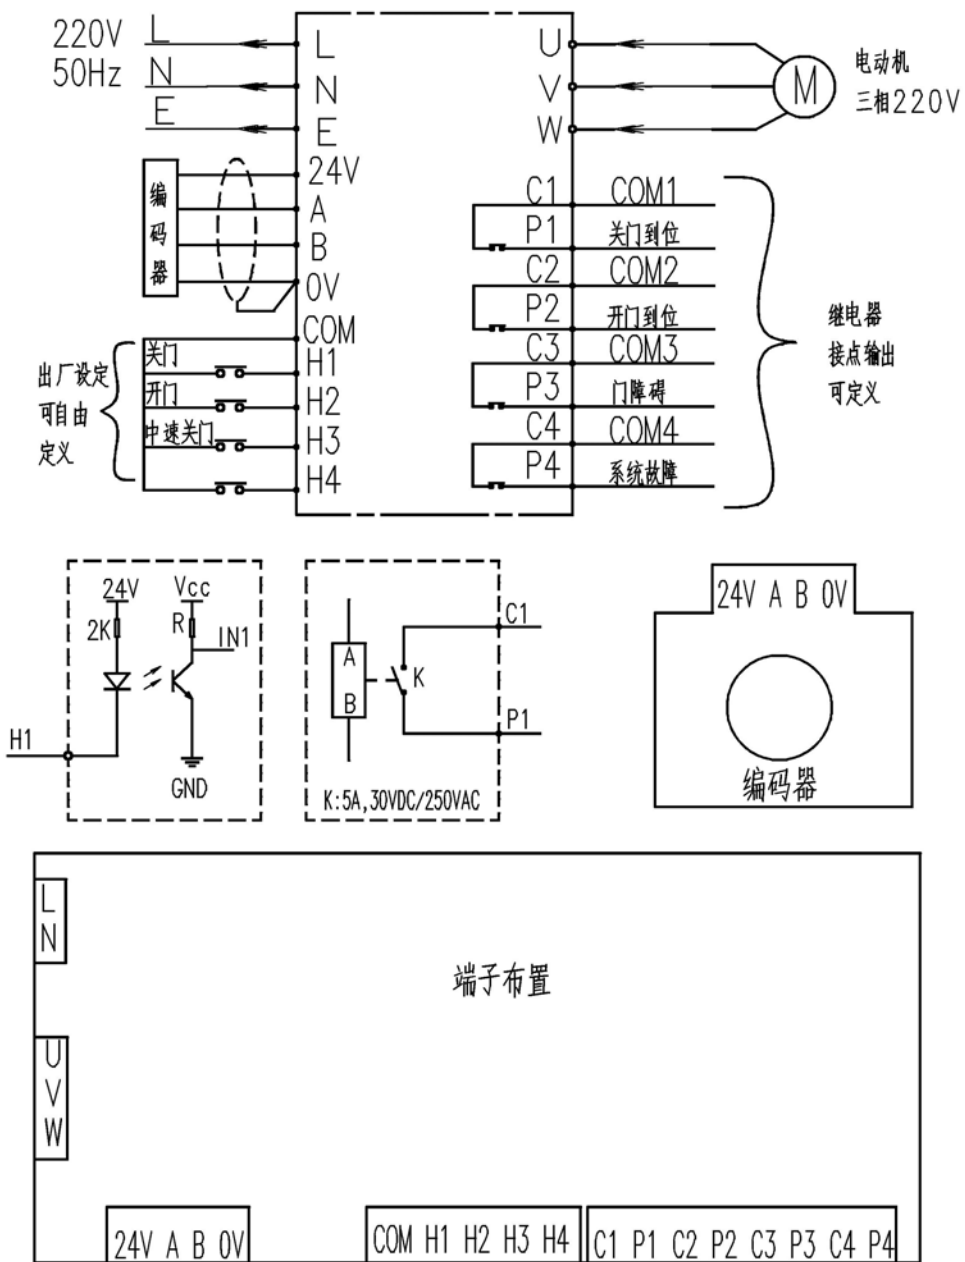 220V L
50Hz N
E
L
N
E
24V
A
B
0V
COM
H1
H2
H3
H4
编码器
关门
开门
中速关门
出厂设定
可自由
定义
U
V
W
M
电动机
三相220V
C1 COM1
P1 关门到位
C2 COM2
P2 开门到位
C3 COM3
P3 门障碍
C4 COM4
P4 系统故障
继电器
接点输出
可定义
24V Vcc
2K R IN1
H1
GND
A
B
K
C1
P1
K:5A,30VDC/250VAC
24V A B 0V
编码器
L
N
端子布置
U
V
W
24V A B 0V
COM H1 H2 H3 H4
C1 P1 C2 P2 C3 P3 C4 P4